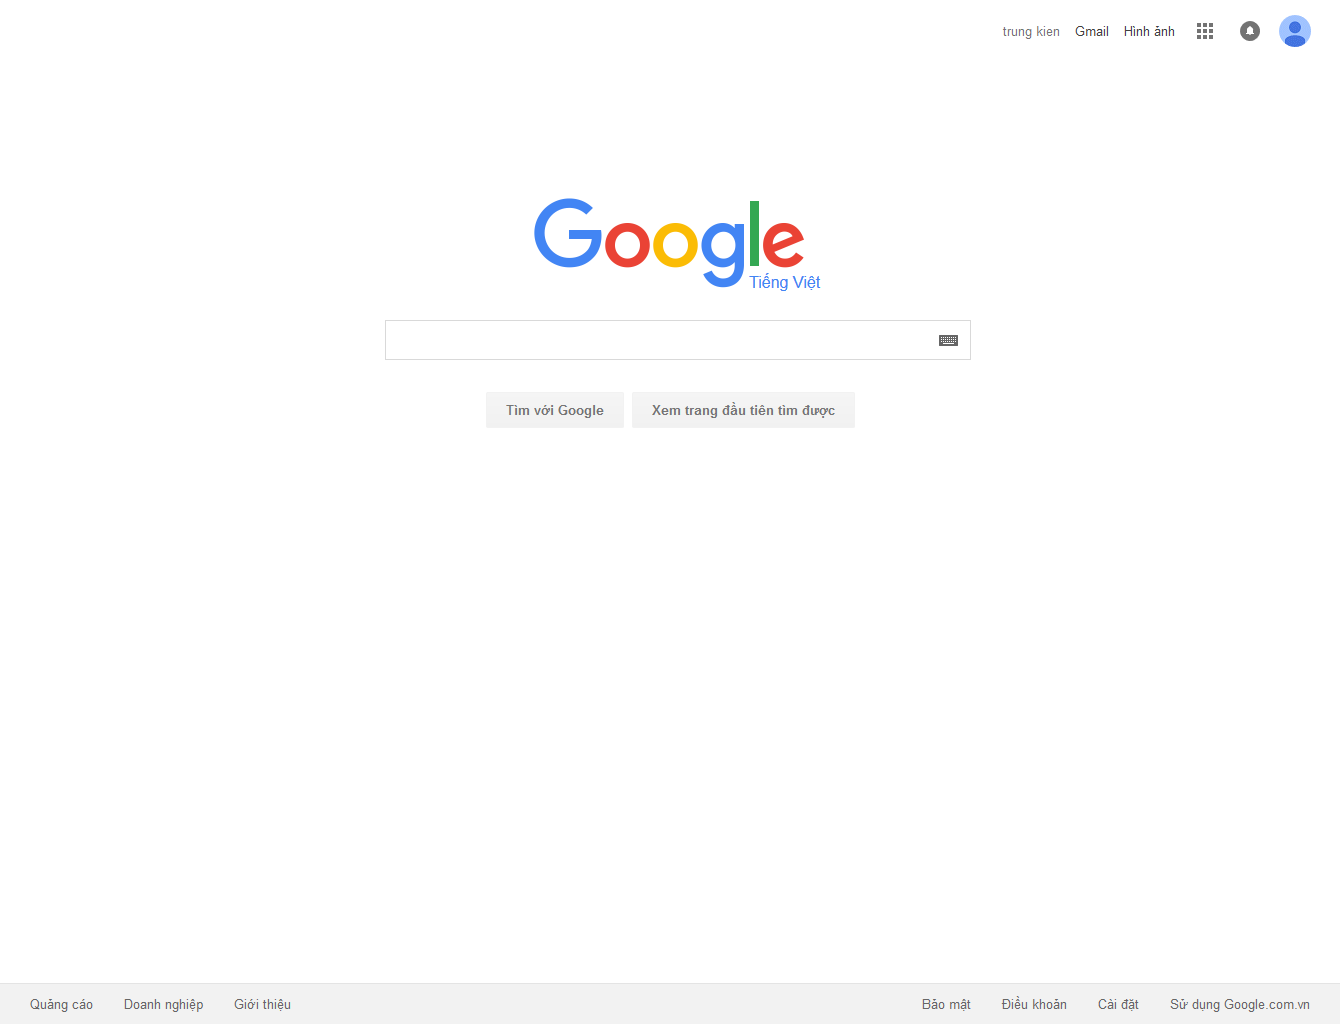 trung kien Gmail Hình ảnh
Google
Tiếng Việt
Tìm với Google Xem trang đầu tiên tìm được
Quảng cáo Doanh nghiệp Giới thiệu Bảo mật Điều khoản Cài đặt Sử dụng Google.com.vn